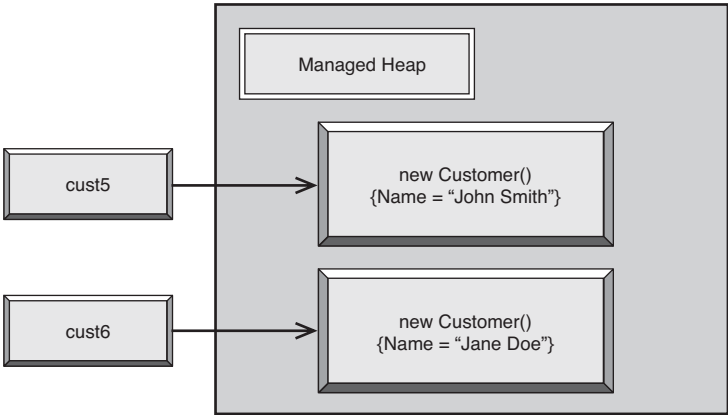 Managed Heap
cust5
new Customer()
{Name = “John Smith”}
cust6
new Customer()
{Name = “Jane Doe”}